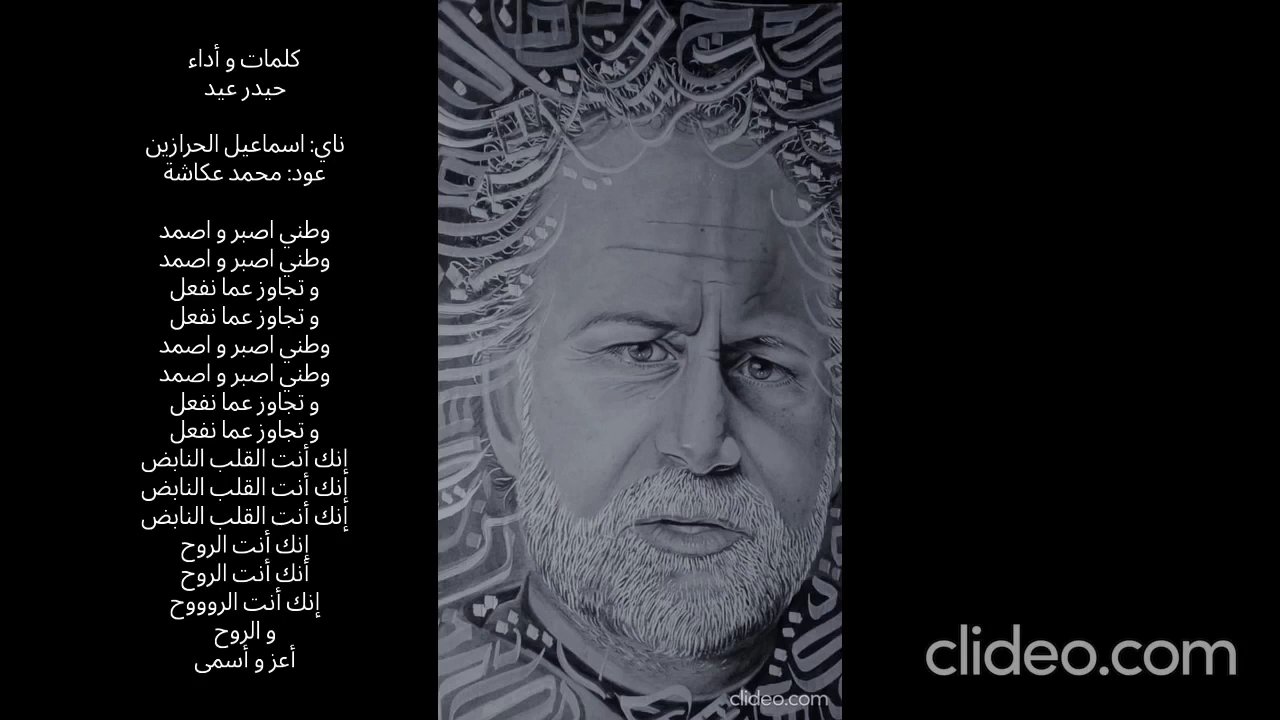 كلمات و أداء
حيدر عيد
ناي: اسماعيل الحرازين
عود: محمد عكاشة
وطني اصبر و اصمد
وطني اصبر و اصمد
و تجاوز عما نفعل
و تجاوز عما نفعل
وطني اصبر و اصمد
وطني اصبر و اصمد
و تجاوز عما نفعل
و تجاوز عما نفعل
إنك أنت القلب النابض
إنك أنت القلب النابض
إنك أنت القلب النابض
إنك أنت الروح
أنك أنت الروح
إنك أنت الروووح
و الروح
أعز و أسمى
clideo.com
clideo.com